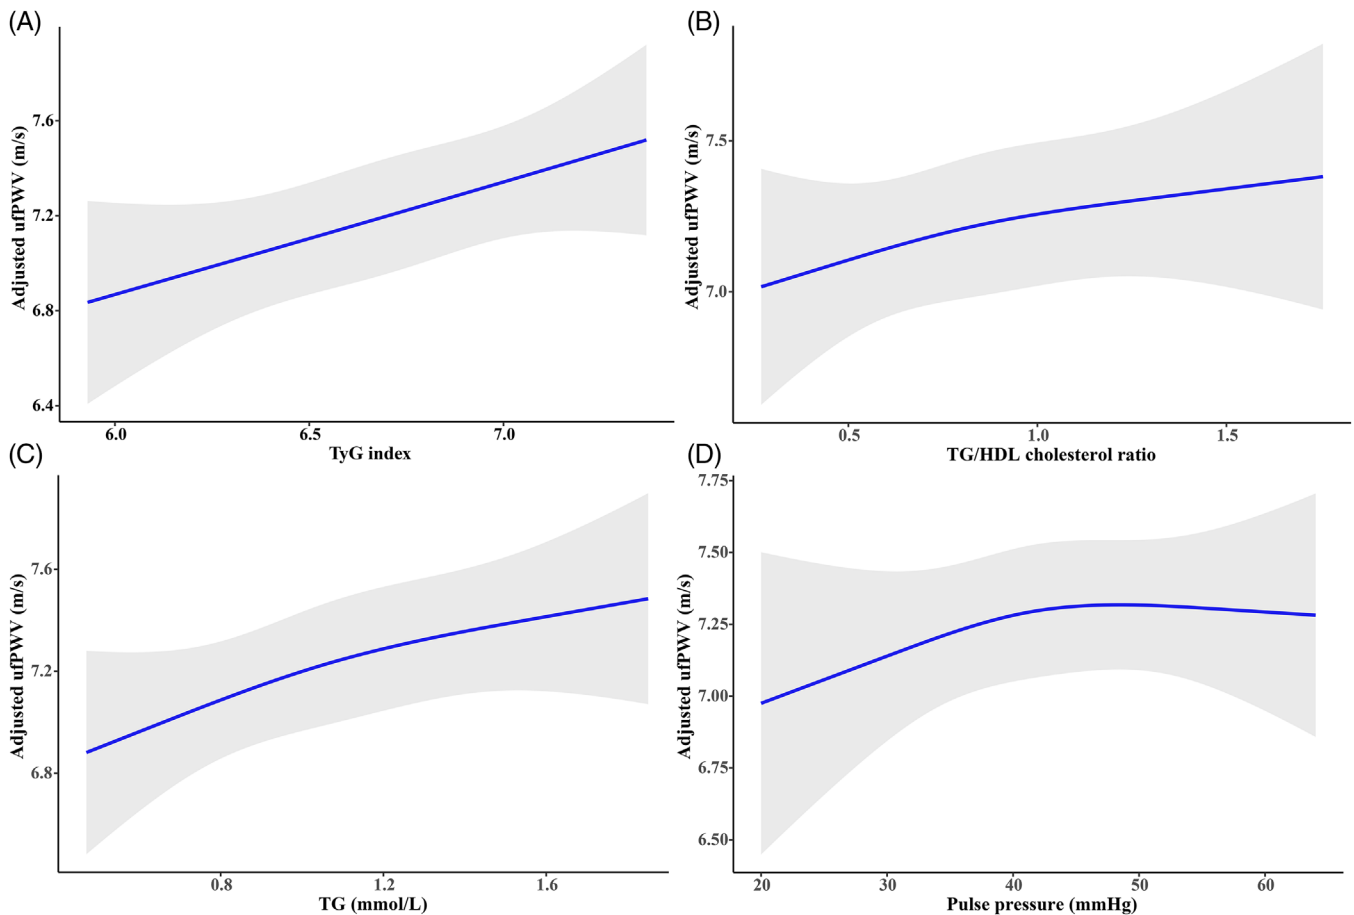 (A)
Adjusted ufPWV (m/s)
7.6
7.2
6.8
6.4
6.0 6.5 7.0
TyG index
(B)
Adjusted ufPWV (m/s)
7.5
7.0
0.5 1.0 1.5
TG/HDL cholesterol ratio
(C)
Adjusted ufPWV (m/s)
7.6
7.2
6.8
0.8 1.2 1.6
TG (mmol/L)
(D)
Adjusted ufPWV (m/s)
7.75
7.50
7.25
7.00
6.75
6.50
20 30 40 50 60
Pulse pressure (mmHg)